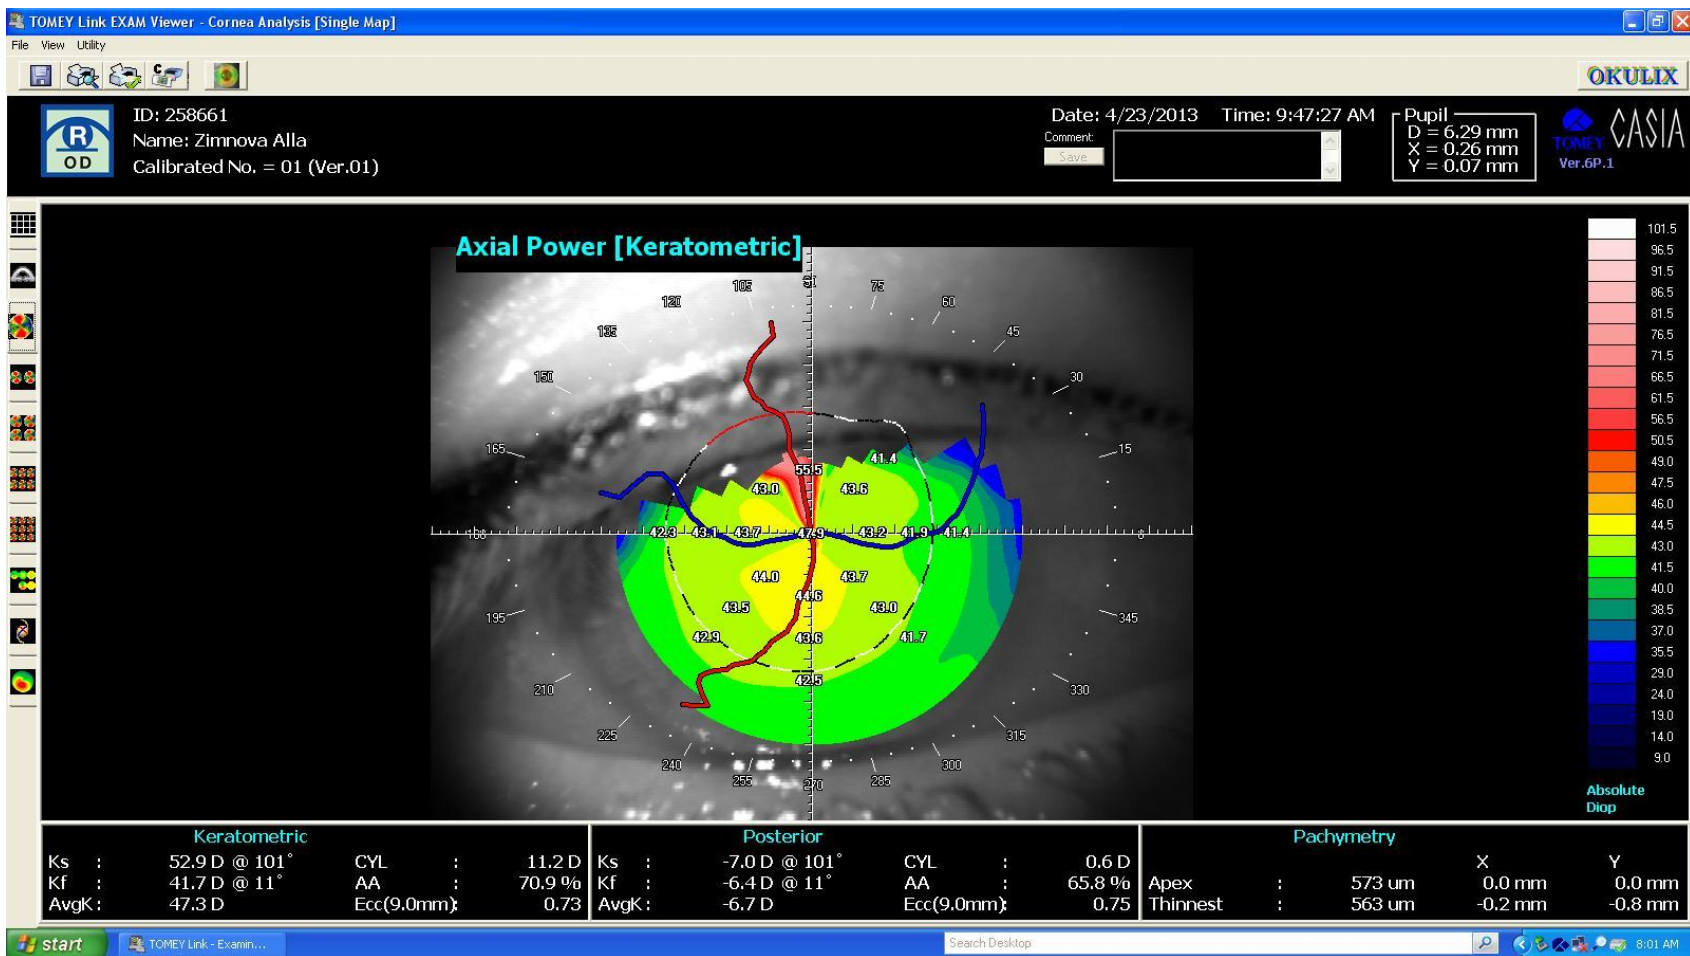 TOMEY Link EXAM Viewer - Cornea Analysis [Single Map]
File View Utility
OKULIX
R
OD
ID: 258661
Name: Zimnova Alla
Calibrated No. = 01 (Ver.01)
Date: 4/23/2013 Time: 9:47:27 AM
Comment:
Save
Pupil
D = 6.29 mm
X = 0.26 mm
Y = 0.07 mm
TOMEY CASIA
Ver.6P.1
Axial Power [Keratometric]
105 75
120 60
135 45
150 30
165 15
55.5 41.4
43.0 43.6
180 42.3 43.1 43.7 47.9 43.2 41.9 41.4 0
44.0 43.7
44.6
43.5 43.0
195 345
42.9 43.6 41.7
42.5
210 330
225 315
240 300
255 270 285
101.5
96.5
91.5
86.5
81.5
76.5
71.5
66.5
61.5
56.5
50.5
49.0
47.5
46.0
44.5
43.0
41.5
40.0
38.5
37.0
35.5
29.0
24.0
19.0
14.0
9.0
Absolute
Diop
Keratometric
Ks : 52.9 D @ 101° CYL : 11.2 D
Kf : 41.7 D @ 11° AA : 70.9 %
AvgK : 47.3 D Ecc(9.0mm): 0.73
Posterior
Ks : -7.0 D @ 101° CYL : 0.6 D
Kf : -6.4 D @ 11° AA : 65.8 %
AvgK : -6.7 D Ecc(9.0mm): 0.75
Pachymetry
X Y
Apex : 573 um 0.0 mm 0.0 mm
Thinnest : 563 um -0.2 mm -0.8 mm
start TOMEY Link - Examin... Search Desktop 8:01 AM